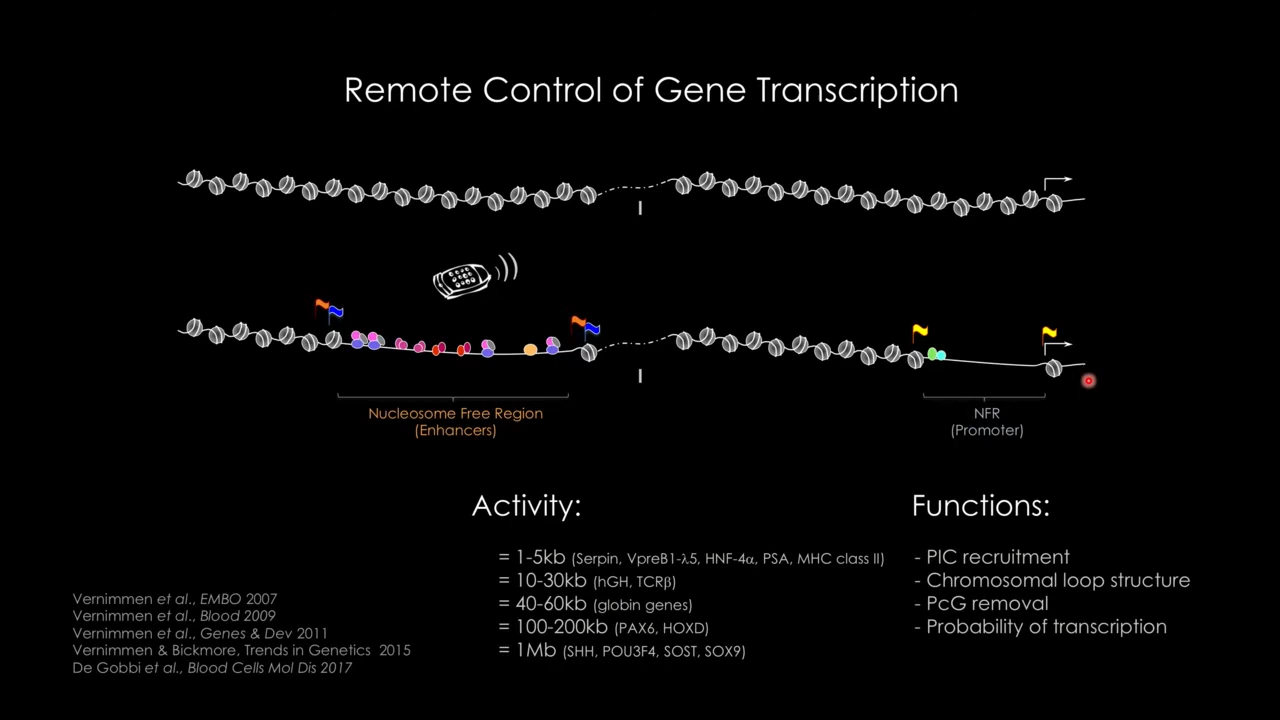 Remote Control of Gene Transcription
Nucleosome Free Region
(Enhancers)
NFR
(Promoter)
Activity:
= 1-5kb (Serpin, VpreB1-λ5, HNF-4α, PSA, MHC class II)
= 10-30kb (hGH, TCRβ)
= 40-60kb (globin genes)
= 100-200kb (PAX6, HOXD)
= 1Mb (SHH, POU3F4, SOST, SOX9)
Functions:
- PIC recruitment
- Chromosomal loop structure
- PcG removal
- Probability of transcription
Vernimmen et al., EMBO 2007
Vernimmen et al., Blood 2009
Vernimmen et al., Genes & Dev 2011
Vernimmen & Bickmore, Trends in Genetics 2015
De Gobbi et al., Blood Cells Mol Dis 2017